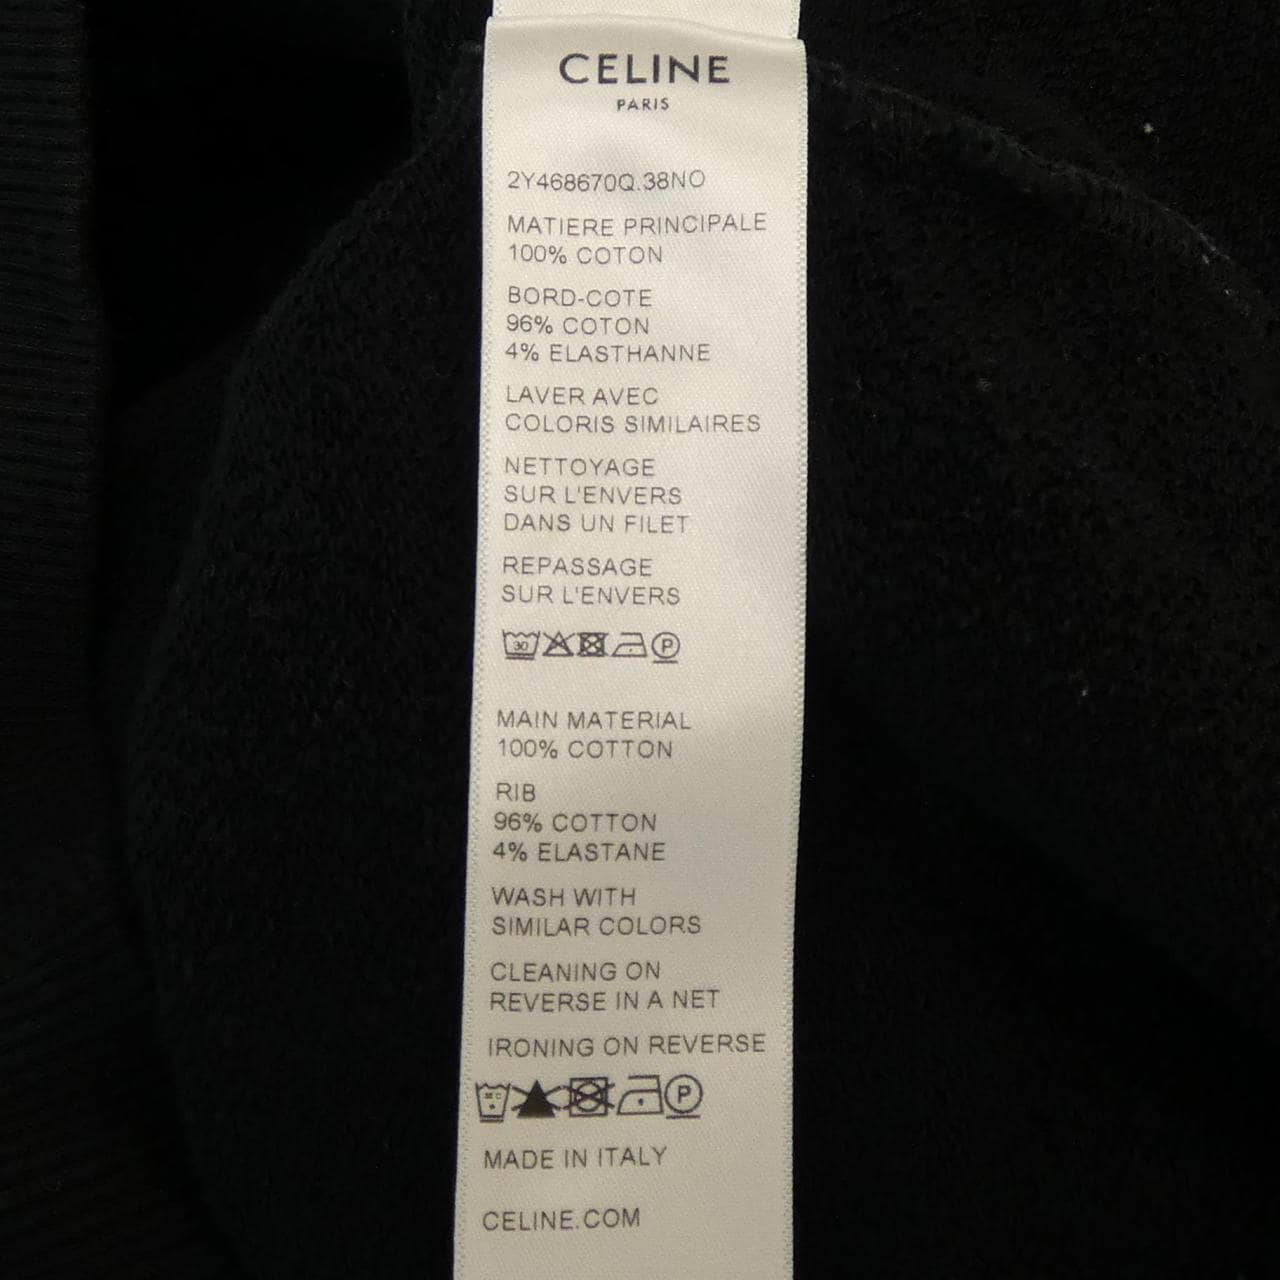 CELINE
PARIS
2Y468670Q.38NO
MATIERE PRINCIPALE
100% COTON
BORD-COTE
96% COTON
4% ELASTHANNE
LAVER AVEC
COLORIS SIMILAIRES
NETTOYAGE
SUR L'ENVERS
DANS UN FILET
REPASSAGE
SUR L'ENVERS
30 P
MAIN MATERIAL
100% COTTON
RIB
96% COTTON
4% ELASTANE
WASH WITH
SIMILAR COLORS
CLEANING ON
REVERSE IN A NET
IRONING ON REVERSE
P
MADE IN ITALY
CELINE.COM